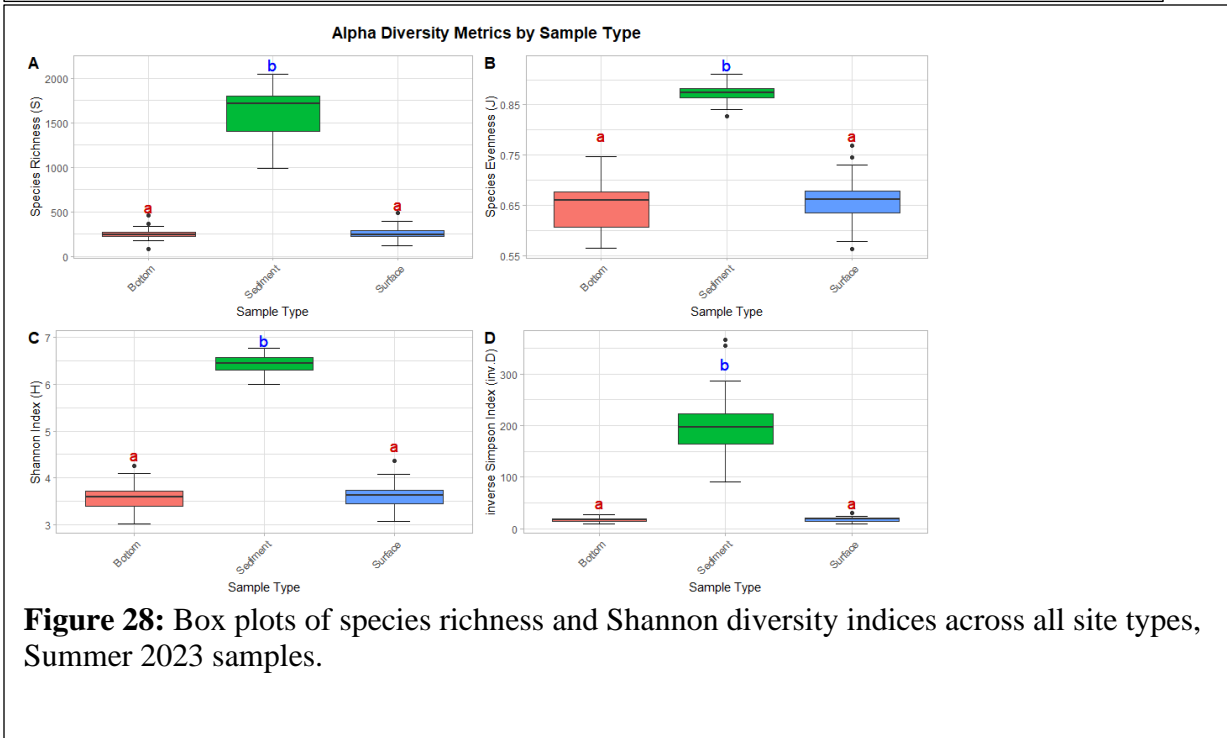 Alpha Diversity Metrics by Sample Type
A
b
a
a
Species Richness (S)
2000
1500
1000
500
0
Bottom
Sediment
Surface
Sample Type
B
b
a
a
Species Evenness (J)
0.85
0.75
0.65
0.55
Bottom
Sediment
Surface
Sample Type
C
b
a
a
Shannon Index (H)
7
6
5
4
3
Bottom
Sediment
Surface
Sample Type
D
b
a
a
inverse Simpson Index (inv.D)
300
200
100
0
Bottom
Sediment
Surface
Sample Type
Figure 28: Box plots of species richness and Shannon diversity indices across all site types,
Summer 2023 samples.